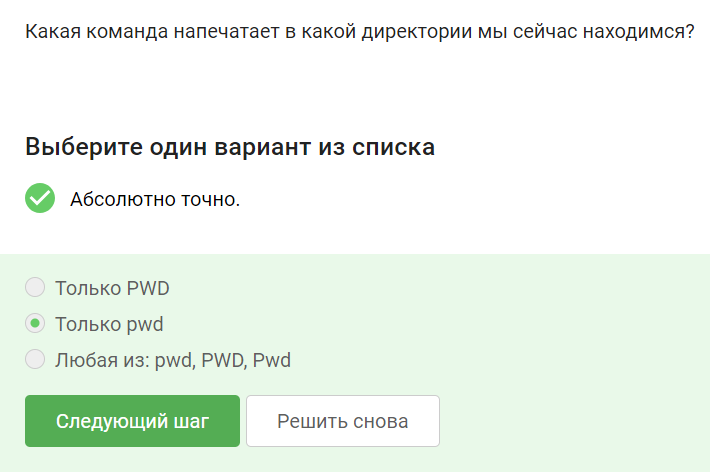 Какая команда напечатает в какой директории мы сейчас находимся?
Выберите один вариант из списка
Абсолютно точно.
Только PWD
Только pwd
Любая из: pwd, PWD, Pwd
Следующий шаг
Решить снова